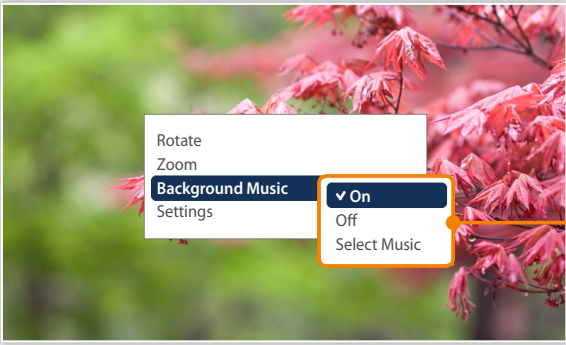 Rotate
Zoom
Background Music
Settings
✔ On
Off
Select Music